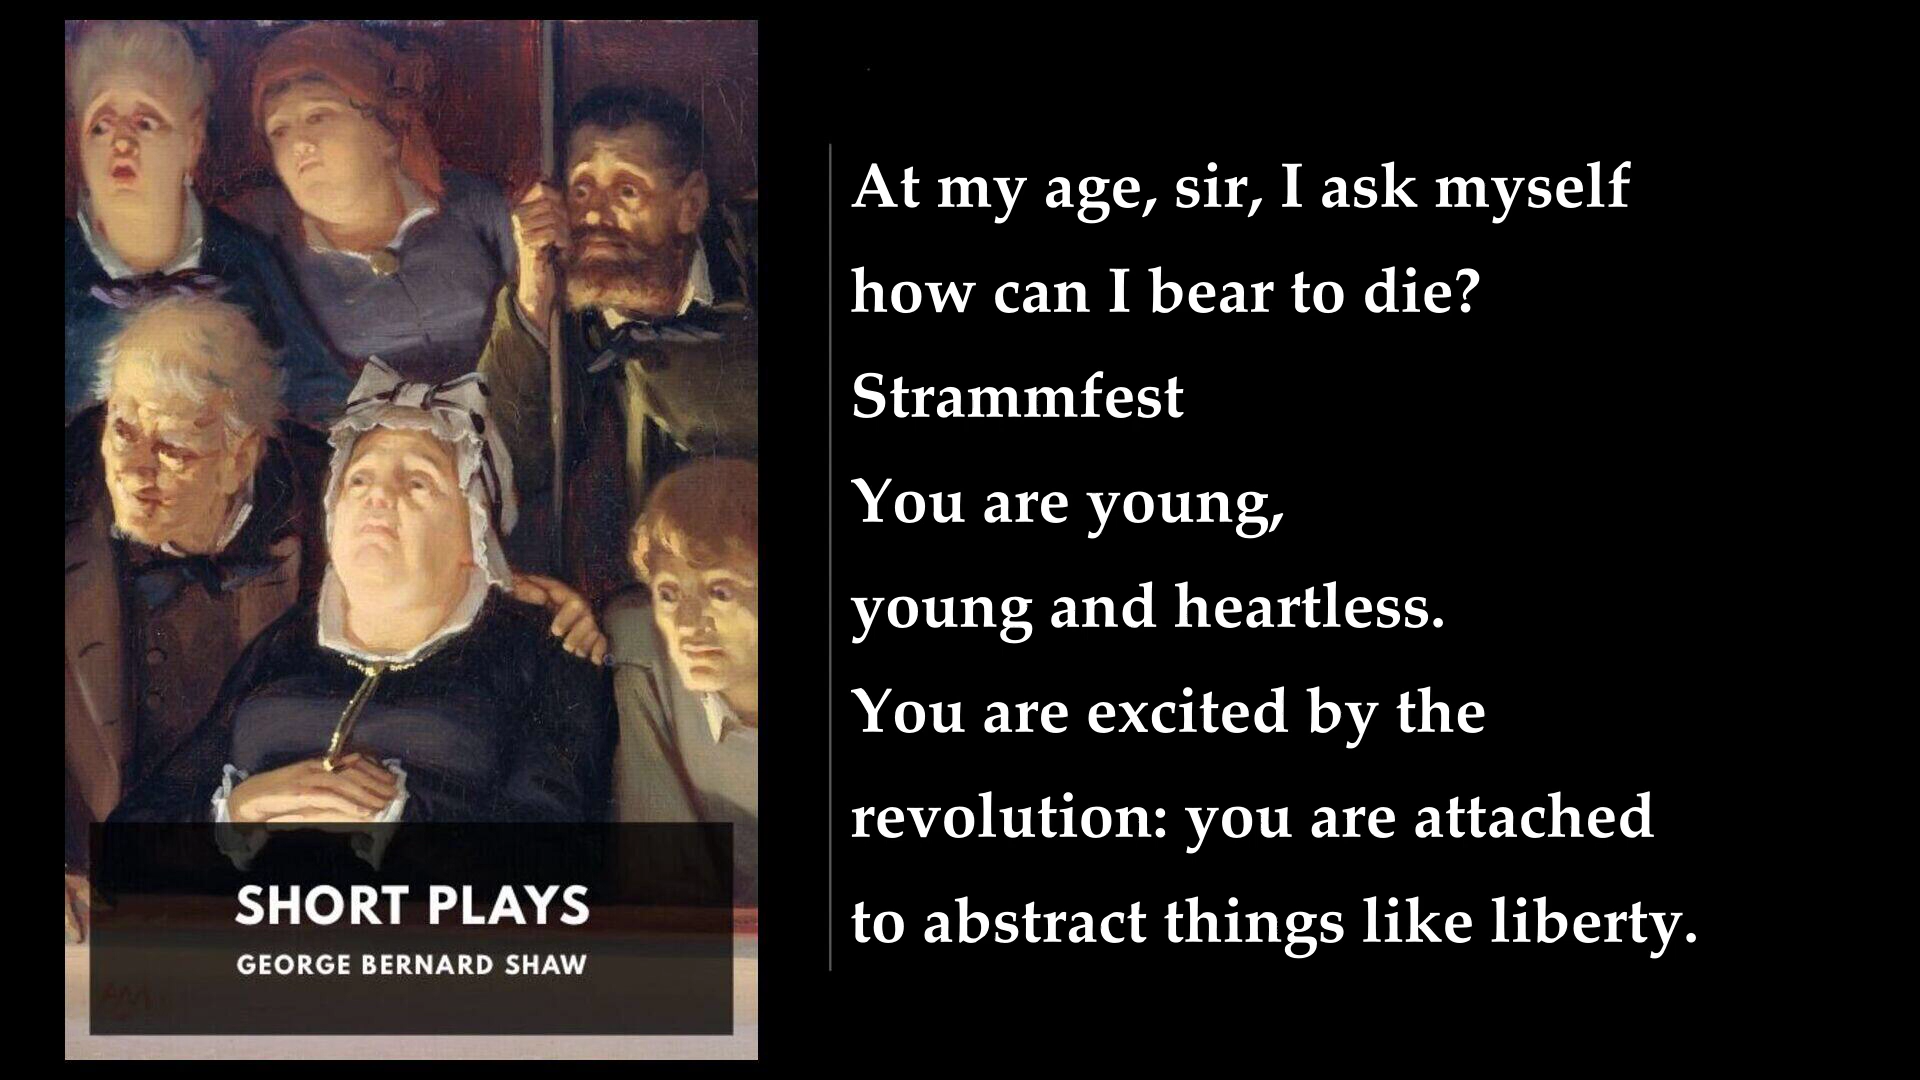 At my age, sir, I ask myself
how can I bear to die?
Strammfest
You are young,
young and heartless.
You are excited by the
revolution: you are attached
to abstract things like liberty.
SHORT PLAYS
GEORGE BERNARD SHAW